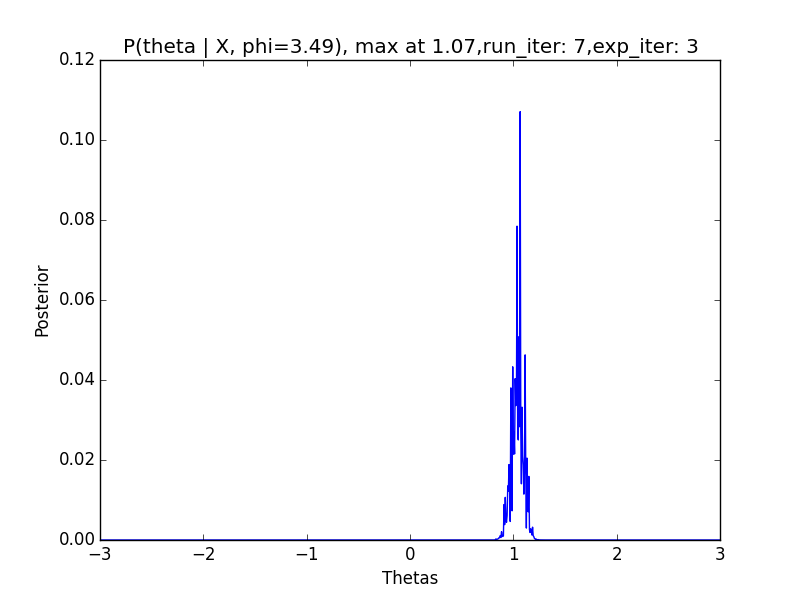 P(theta | X, phi=3.49), max at 1.07,run_iter: 7,exp_iter: 3
0.12
0.10
0.08
0.06
0.04
0.02
0.00
Posterior
−3 −2 −1 0 1 2 3
Thetas